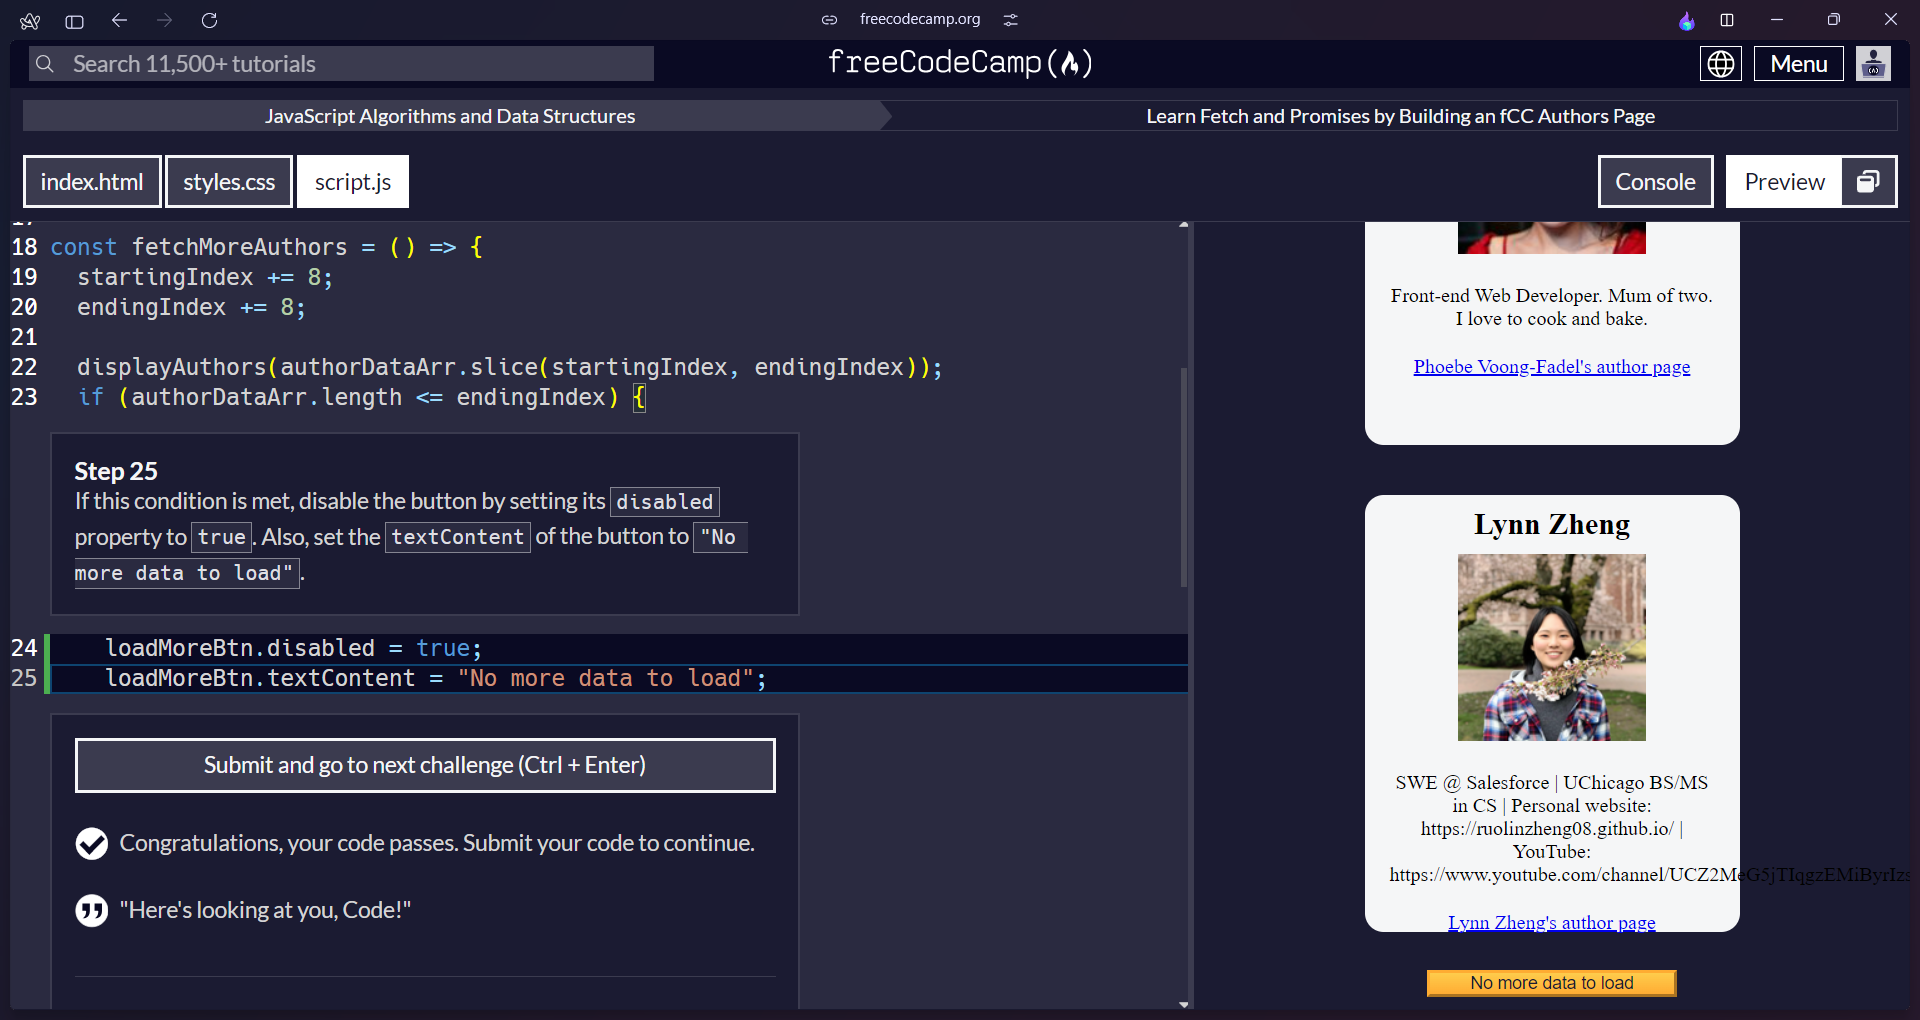 freecodecamp.org
Search 11,500+ tutorials
freeCodeCamp(🔥)
Menu
JavaScript Algorithms and Data Structures
Learn Fetch and Promises by Building an fCC Authors Page
index.html
styles.css
script.js
Console
Preview
18 const fetchMoreAuthors = () => {
19 startingIndex += 8;
20 endingIndex += 8;
21
22 displayAuthors(authorDataArr.slice(startingIndex, endingIndex));
23 if (authorDataArr.length <= endingIndex) {
Step 25
If this condition is met, disable the button by setting its disabled
property to true. Also, set the textContent of the button to "No
more data to load".
24 loadMoreBtn.disabled = true;
25 loadMoreBtn.textContent = "No more data to load";
Submit and go to next challenge (Ctrl + Enter)
Congratulations, your code passes. Submit your code to continue.
"Here's looking at you, Code!"
Front-end Web Developer. Mum of two.
I love to cook and bake.
Phoebe Voong-Fadel's author page
Lynn Zheng
SWE @ Salesforce | UChicago BS/MS
in CS | Personal website:
https://ruolinzheng08.github.io/ |
YouTube:
https://www.youtube.com/channel/UCZ2MeG5jTIqgzEMiByrIzs
Lynn Zheng's author page
No more data to load